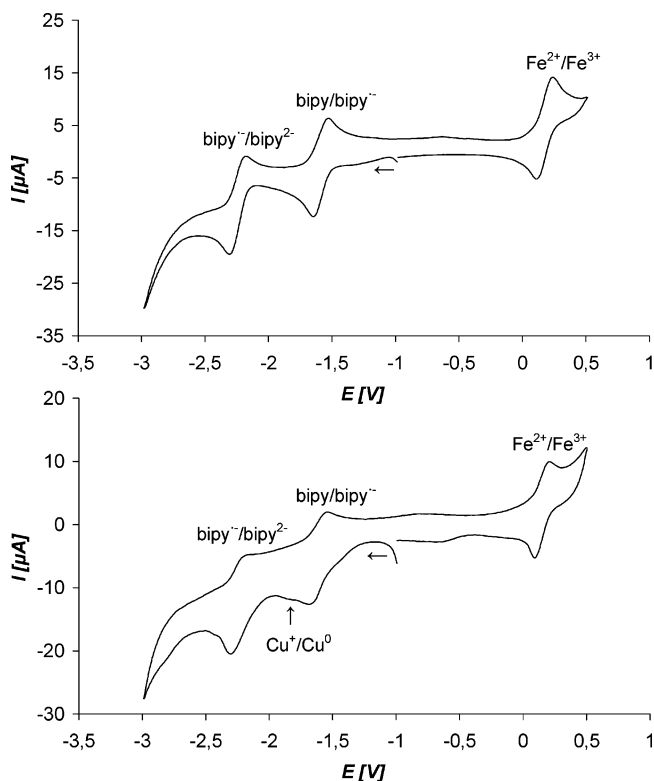 Fe²⁺/Fe³⁺
bipy/bipy˙⁻
bipy˙⁻/bipy²⁻
I [µA]
25
15
5
-5
-15
-25
-35
←
-3,5 -3 -2,5 -2 -1,5 -1 -0,5 0 0,5 1
E [V]
20
10
0
-10
-20
-30
I [µA]
Fe²⁺/Fe³⁺
bipy/bipy˙⁻
bipy˙⁻/bipy²⁻
←
↑
Cu⁺/Cu⁰
-3,5 -3 -2,5 -2 -1,5 -1 -0,5 0 0,5 1
E [V]